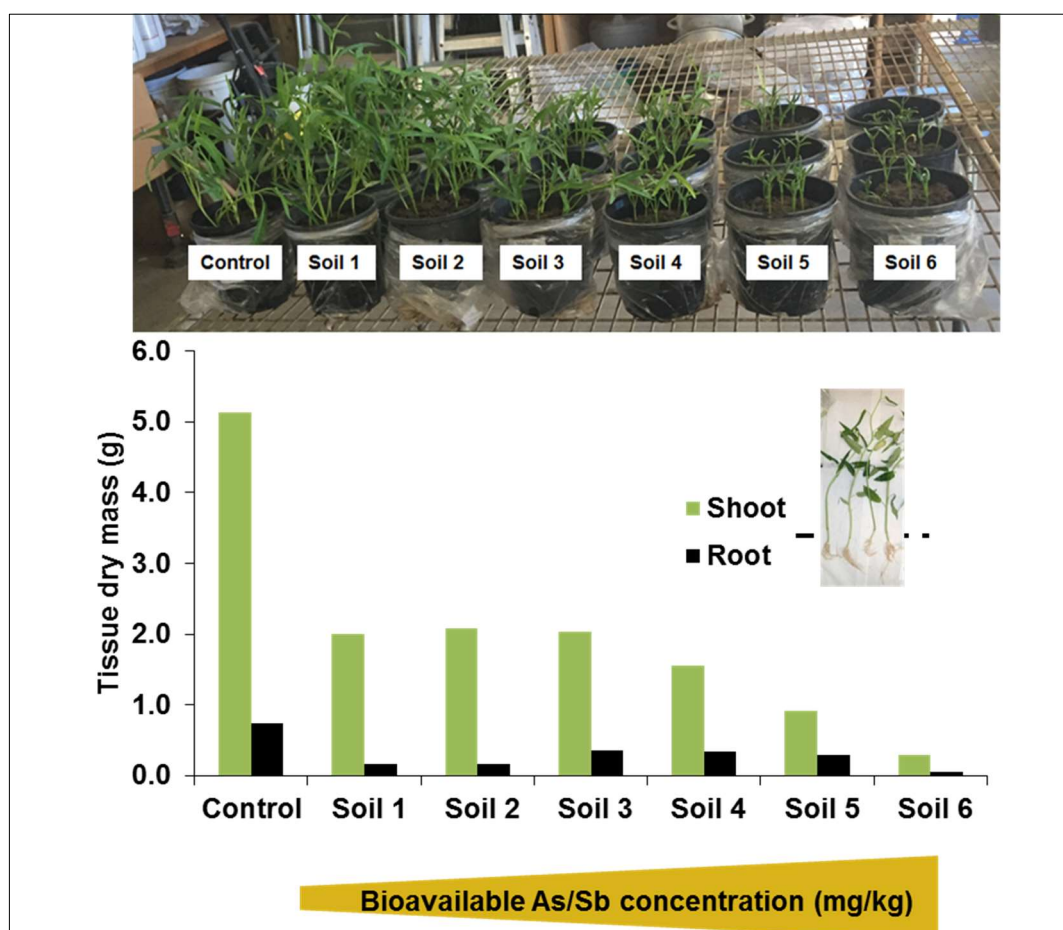 Control Soil 1 Soil 2 Soil 3 Soil 4 Soil 5 Soil 6
6.0
5.0
4.0
3.0
2.0
1.0
0.0
Tissue dry mass (g)
Shoot
Root
Control Soil 1 Soil 2 Soil 3 Soil 4 Soil 5 Soil 6
Bioavailable As/Sb concentration (mg/kg)